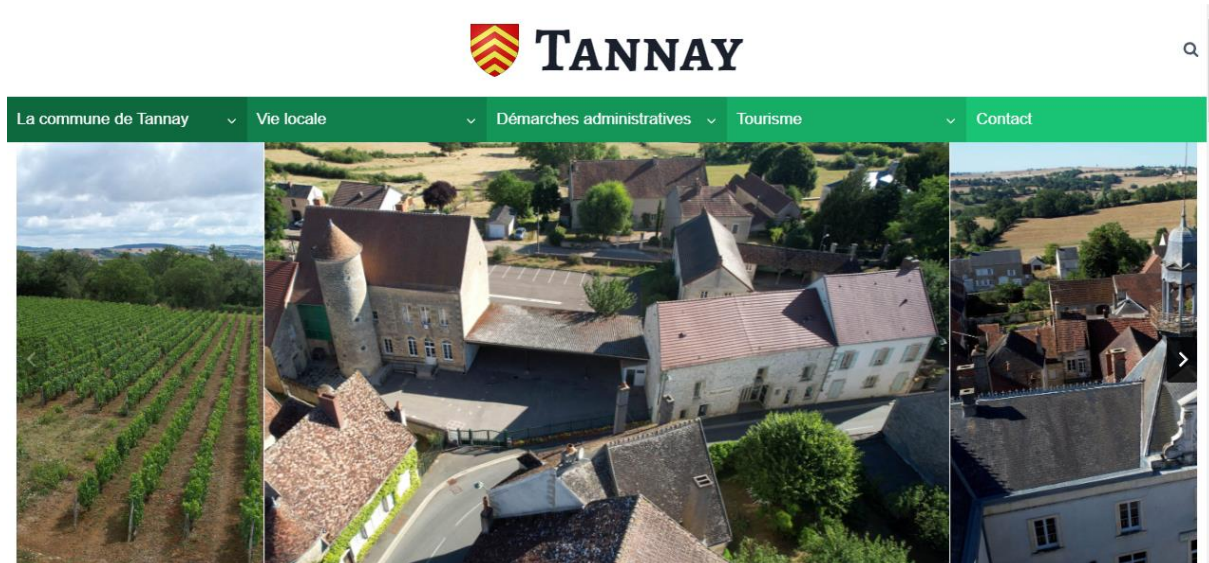 TANNAY
La commune de Tannay
Vie locale
Démarches administratives
Tourisme
Contact